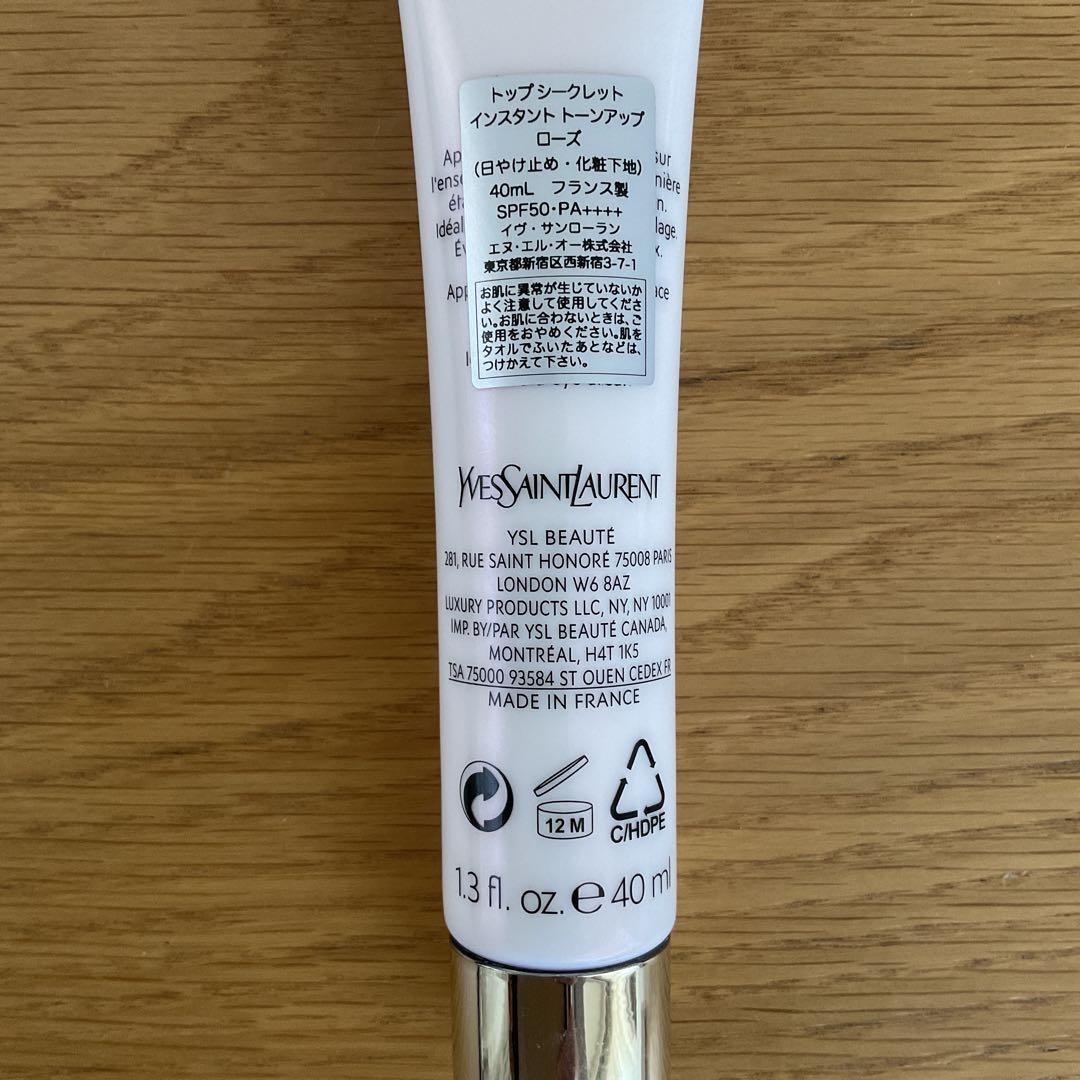 トップシークレット
インスタント トーンアップ
ローズ
(日やけ止め・化粧下地)
40mL フランス製
SPF50・PA++++
イヴ・サンローラン
エヌ・エル・オー株式会社
東京都新宿区西新宿3-7-1
お肌に異常が生じていないか
よく注意して使用してくださ
い。お肌に合わないときは、ご
使用をおやめください。肌を
タオルでふいたあとなどは、
つけかえて下さい。
YVESSAINTLAURENT
YSL BEAUTÉ
281, RUE SAINT HONORÉ 75008 PARIS
LONDON W6 8AZ
LUXURY PRODUCTS LLC, NY, NY 10001
IMP. BY/PAR YSL BEAUTÉ CANADA,
MONTRÉAL, H4T 1K5
TSA 75000 93584 ST OUEN CEDEX FR
MADE IN FRANCE
12 M
C/HDPE
1.3 fl. oz. e 40 ml